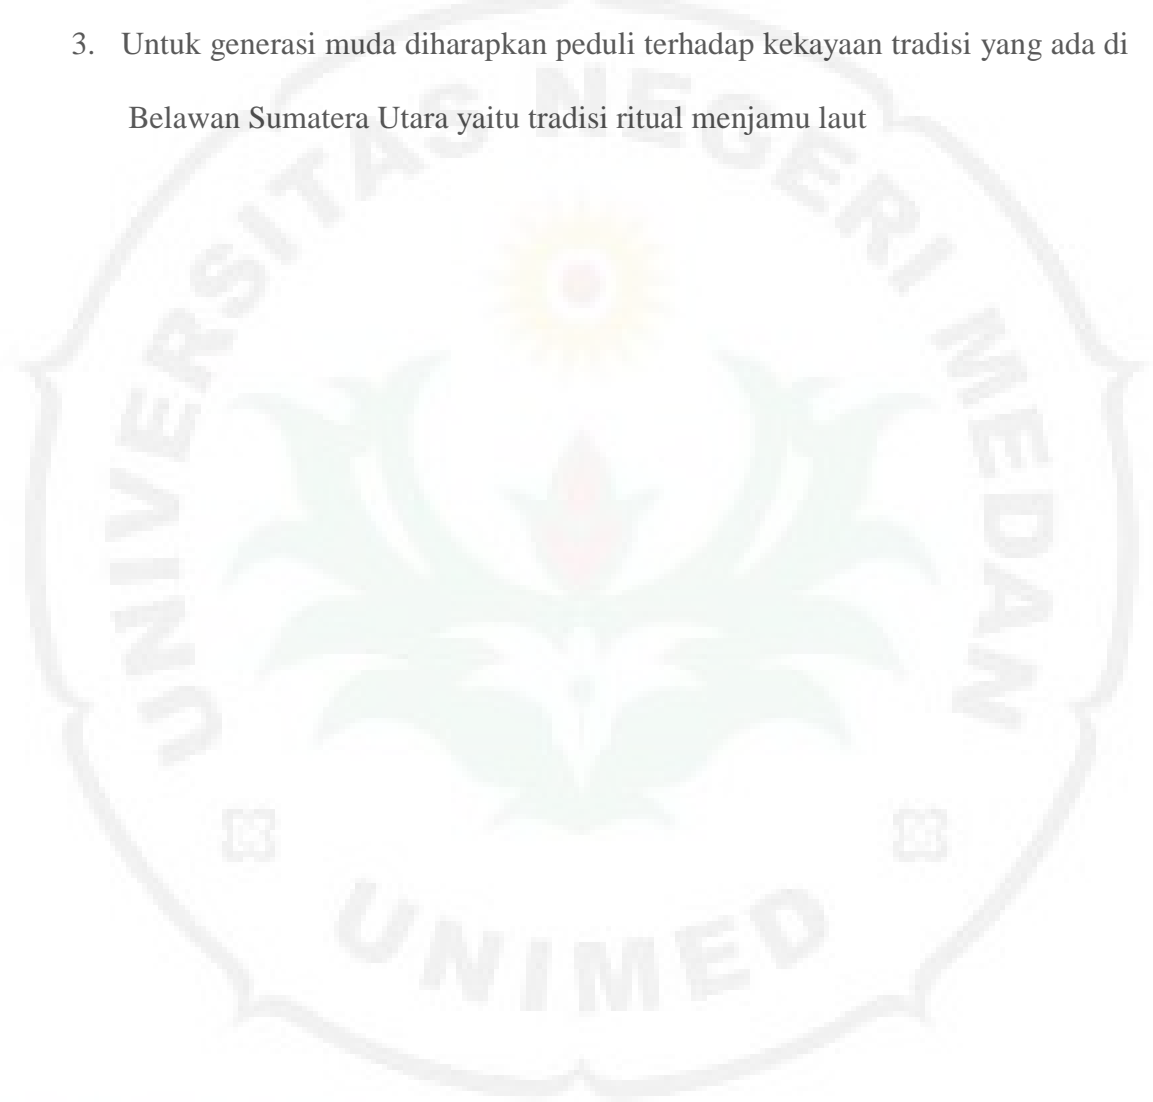 3. Untuk generasi muda diharapkan peduli terhadap kekayaan tradisi yang ada di
Belawan Sumatera Utara yaitu tradisi ritual menjamu laut
UNIVERSITAS NEGERI MEDAN
UNIMED